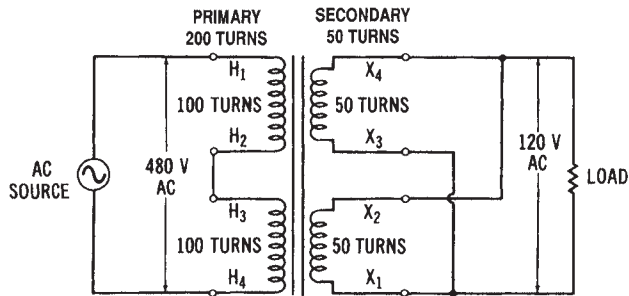 PRIMARY
200 TURNS
SECONDARY
50 TURNS
H1
X4
100 TURNS
50 TURNS
H2
X3
AC
SOURCE
480 V
AC
120 V
AC
LOAD
H3
X2
100 TURNS
50 TURNS
H4
X1